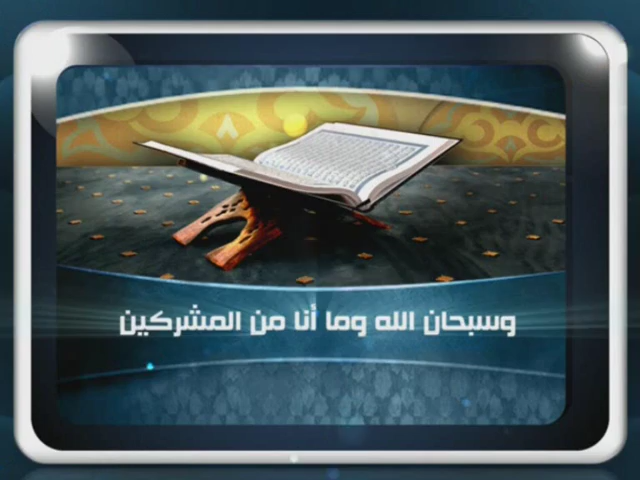 وسبحان الله وما أنا من المشركين